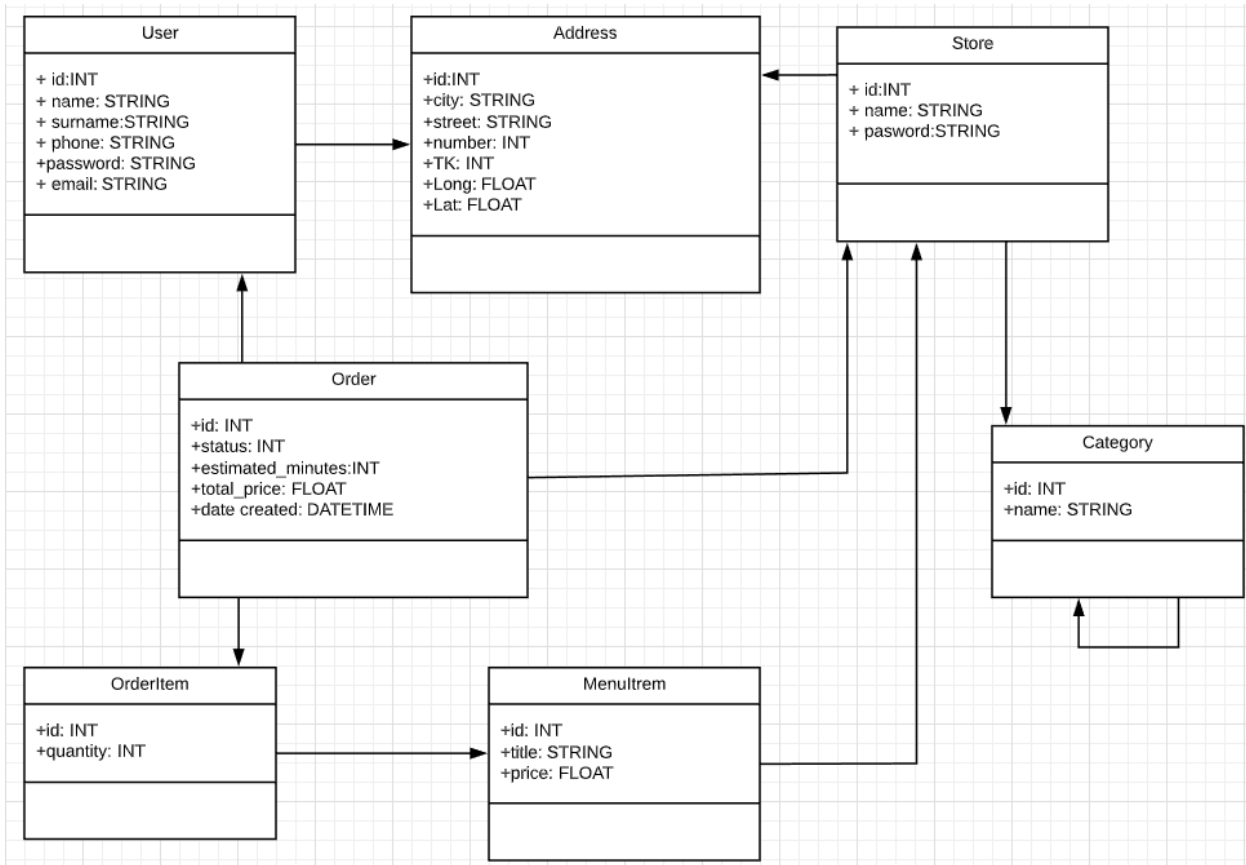 User
+ id:INT
+ name: STRING
+ surname:STRING
+ phone: STRING
+password: STRING
+ email: STRING
Address
+id:INT
+city: STRING
+street: STRING
+number: INT
+TK: INT
+Long: FLOAT
+Lat: FLOAT
Store
+ id:INT
+ name: STRING
+ pasword:STRING
Order
+id: INT
+status: INT
+estimated_minutes:INT
+total_price: FLOAT
+date created: DATETIME
Category
+id: INT
+name: STRING
OrderItem
+id: INT
+quantity: INT
MenuItrem
+id: INT
+title: STRING
+price: FLOAT